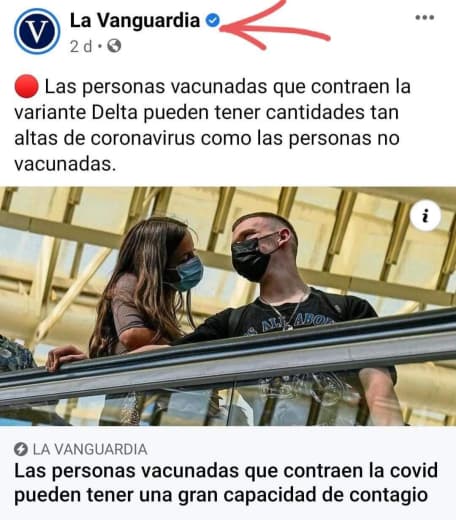 V
La Vanguardia
2 d
Las personas vacunadas que contraen la
variante Delta pueden tener cantidades tan
altas de coronavirus como las personas no
vacunadas.
i
ALL ABO
LA VANGUARDIA
Las personas vacunadas que contraen la covid
pueden tener una gran capacidad de contagio